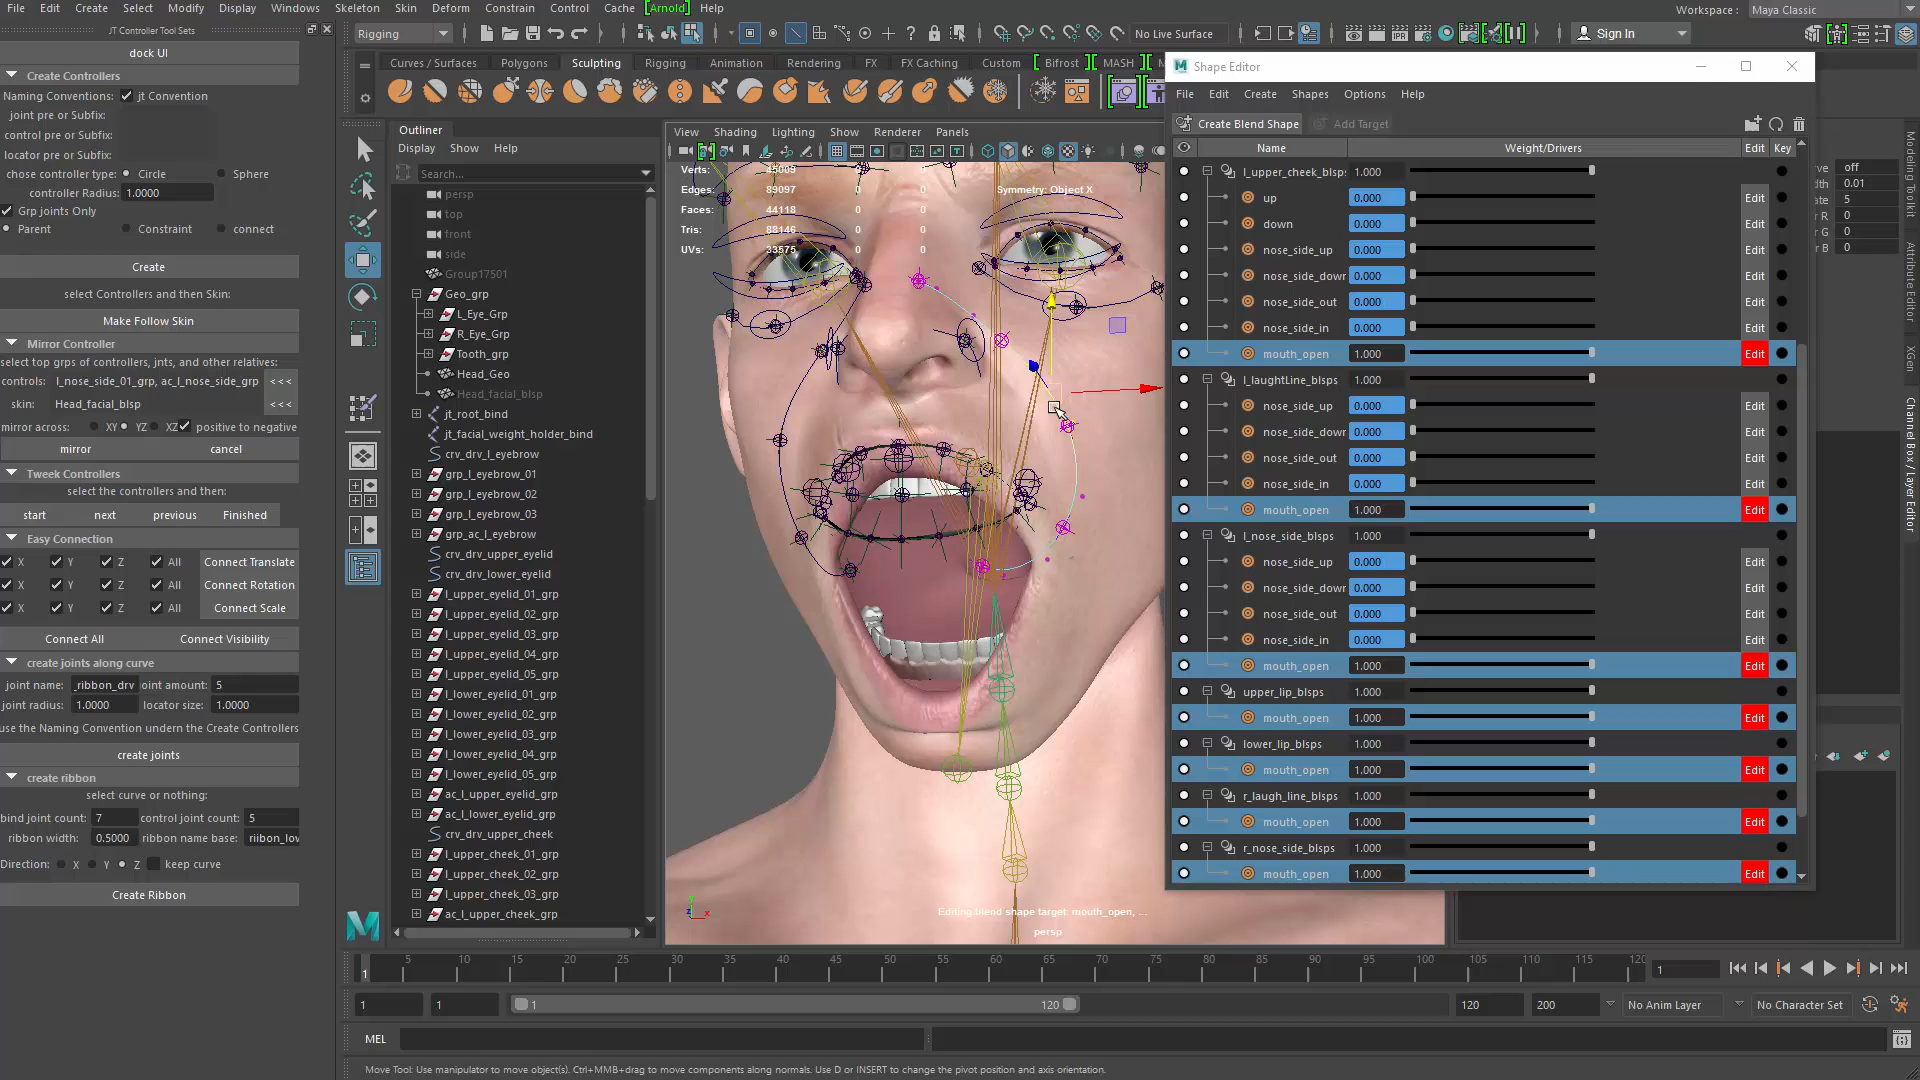 File Edit Create Select Modify Display Windows Skeleton Skin Deform Constrain Control Cache [Arnold] Help
Workspace : Maya Classic
JT Controller Tool Sets
dock UI
Create Controllers
Naming Conventions: jt Convention
joint pre or Subfix:
control pre or Subfix:
locator pre or Subfix:
chose controller type: Circle Sphere
controller Radius: 1.0000
Grp joints Only
Parent Constraint connect
Create
select Controllers and then Skin:
Make Follow Skin
Mirror Controller
select top grps of controllers, jnts, and other relatives:
controls: l_nose_side_01_grp, ac_l_nose_side_grp <<<
skin: Head_facial_blsp <<<
mirror across: XY YZ XZ positive to negative
mirror cancel
Tweek Controllers
select the controllers and then:
start next previous Finished
Easy Connection
X Y Z All Connect Translate
X Y Z All Connect Rotation
X Y Z All Connect Scale
Connect All Connect Visibility
create joints along curve
joint name: _ribbon_drv oint amount: 5
joint radius: 1.0000 locator size: 1.0000
use the Naming Convention undern the Create Controllers
create joints
create ribbon
select curve or nothing:
bind joint count: 7 control joint count: 5
ribbon width: 0.5000 ribbon name base: riibon_lov
Direction: X Y Z keep curve
Create Ribbon
Rigging
No Live Surface
Sign In
Curves / Surfaces Polygons Sculpting Rigging Animation Rendering FX FX Caching Custom Bifrost MASH
IPR
Outliner
Display Show Help
Search...
persp
top
front
side
Group17501
Geo_grp
L_Eye_Grp
R_Eye_Grp
Tooth_grp
Head_Geo
Head_facial_blsp
jt_root_bind
jt_facial_weight_holder_bind
crv_drv_l_eyebrow
grp_l_eyebrow_01
grp_l_eyebrow_02
grp_l_eyebrow_03
grp_ac_l_eyebrow
crv_drv_upper_eyelid
crv_drv_lower_eyelid
l_upper_eyelid_01_grp
l_upper_eyelid_02_grp
l_upper_eyelid_03_grp
l_upper_eyelid_04_grp
l_upper_eyelid_05_grp
l_lower_eyelid_01_grp
l_lower_eyelid_02_grp
l_lower_eyelid_03_grp
l_lower_eyelid_04_grp
l_lower_eyelid_05_grp
ac_l_upper_eyelid_grp
ac_l_lower_eyelid_grp
crv_drv_upper_cheek
l_upper_cheek_01_grp
l_upper_cheek_02_grp
l_upper_cheek_03_grp
ac_l_upper_cheek_grp
View Shading Lighting Show Renderer Panels
Verts: 45009
Edges: 89097 0 0
Faces: 44118 0 0
Tris: 88146 0 0
UVs: 33575 0 0
Symmetry: Object X
Editing blend shape target: mouth_open, ...
persp
Shape Editor
File Edit Create Shapes Options Help
Create Blend Shape Add Target
Name Weight/Drivers Edit Key
l_upper_cheek_blsp: 1.000
up 0.000 Edit
down 0.000 Edit
nose_side_up 0.000 Edit
nose_side_down 0.000 Edit
nose_side_out 0.000 Edit
nose_side_in 0.000 Edit
mouth_open 1.000 Edit
l_laughtLine_blsps 1.000
nose_side_up 0.000 Edit
nose_side_down 0.000 Edit
nose_side_out 0.000 Edit
nose_side_in 0.000 Edit
mouth_open 1.000 Edit
l_nose_side_blsps 1.000
nose_side_up 0.000 Edit
nose_side_down 0.000 Edit
nose_side_out 0.000 Edit
nose_side_in 0.000 Edit
mouth_open 1.000 Edit
upper_lip_blsps 1.000
mouth_open 1.000 Edit
lower_lip_blsps 1.000
mouth_open 1.000 Edit
r_laugh_line_blsps 1.000
mouth_open 1.000 Edit
r_nose_side_blsps 1.000
mouth_open 1.000 Edit
off
0.01
5
R 0
G 0
B 0
Modeling Toolkit
Attribute Editor
XGen
Channel Box / Layer Editor
1 5 10 15 20 25 30 35 40 45 50 55 60 65 70 75 80 85 90 95 100 105 110 115 120
1
1 1 1 120 120 200 No Anim Layer No Character Set
MEL
Move Tool: Use manipulator to move object(s). Ctrl+MMB+drag to move components along normals. Use D or INSERT to change the pivot position and axis orientation.